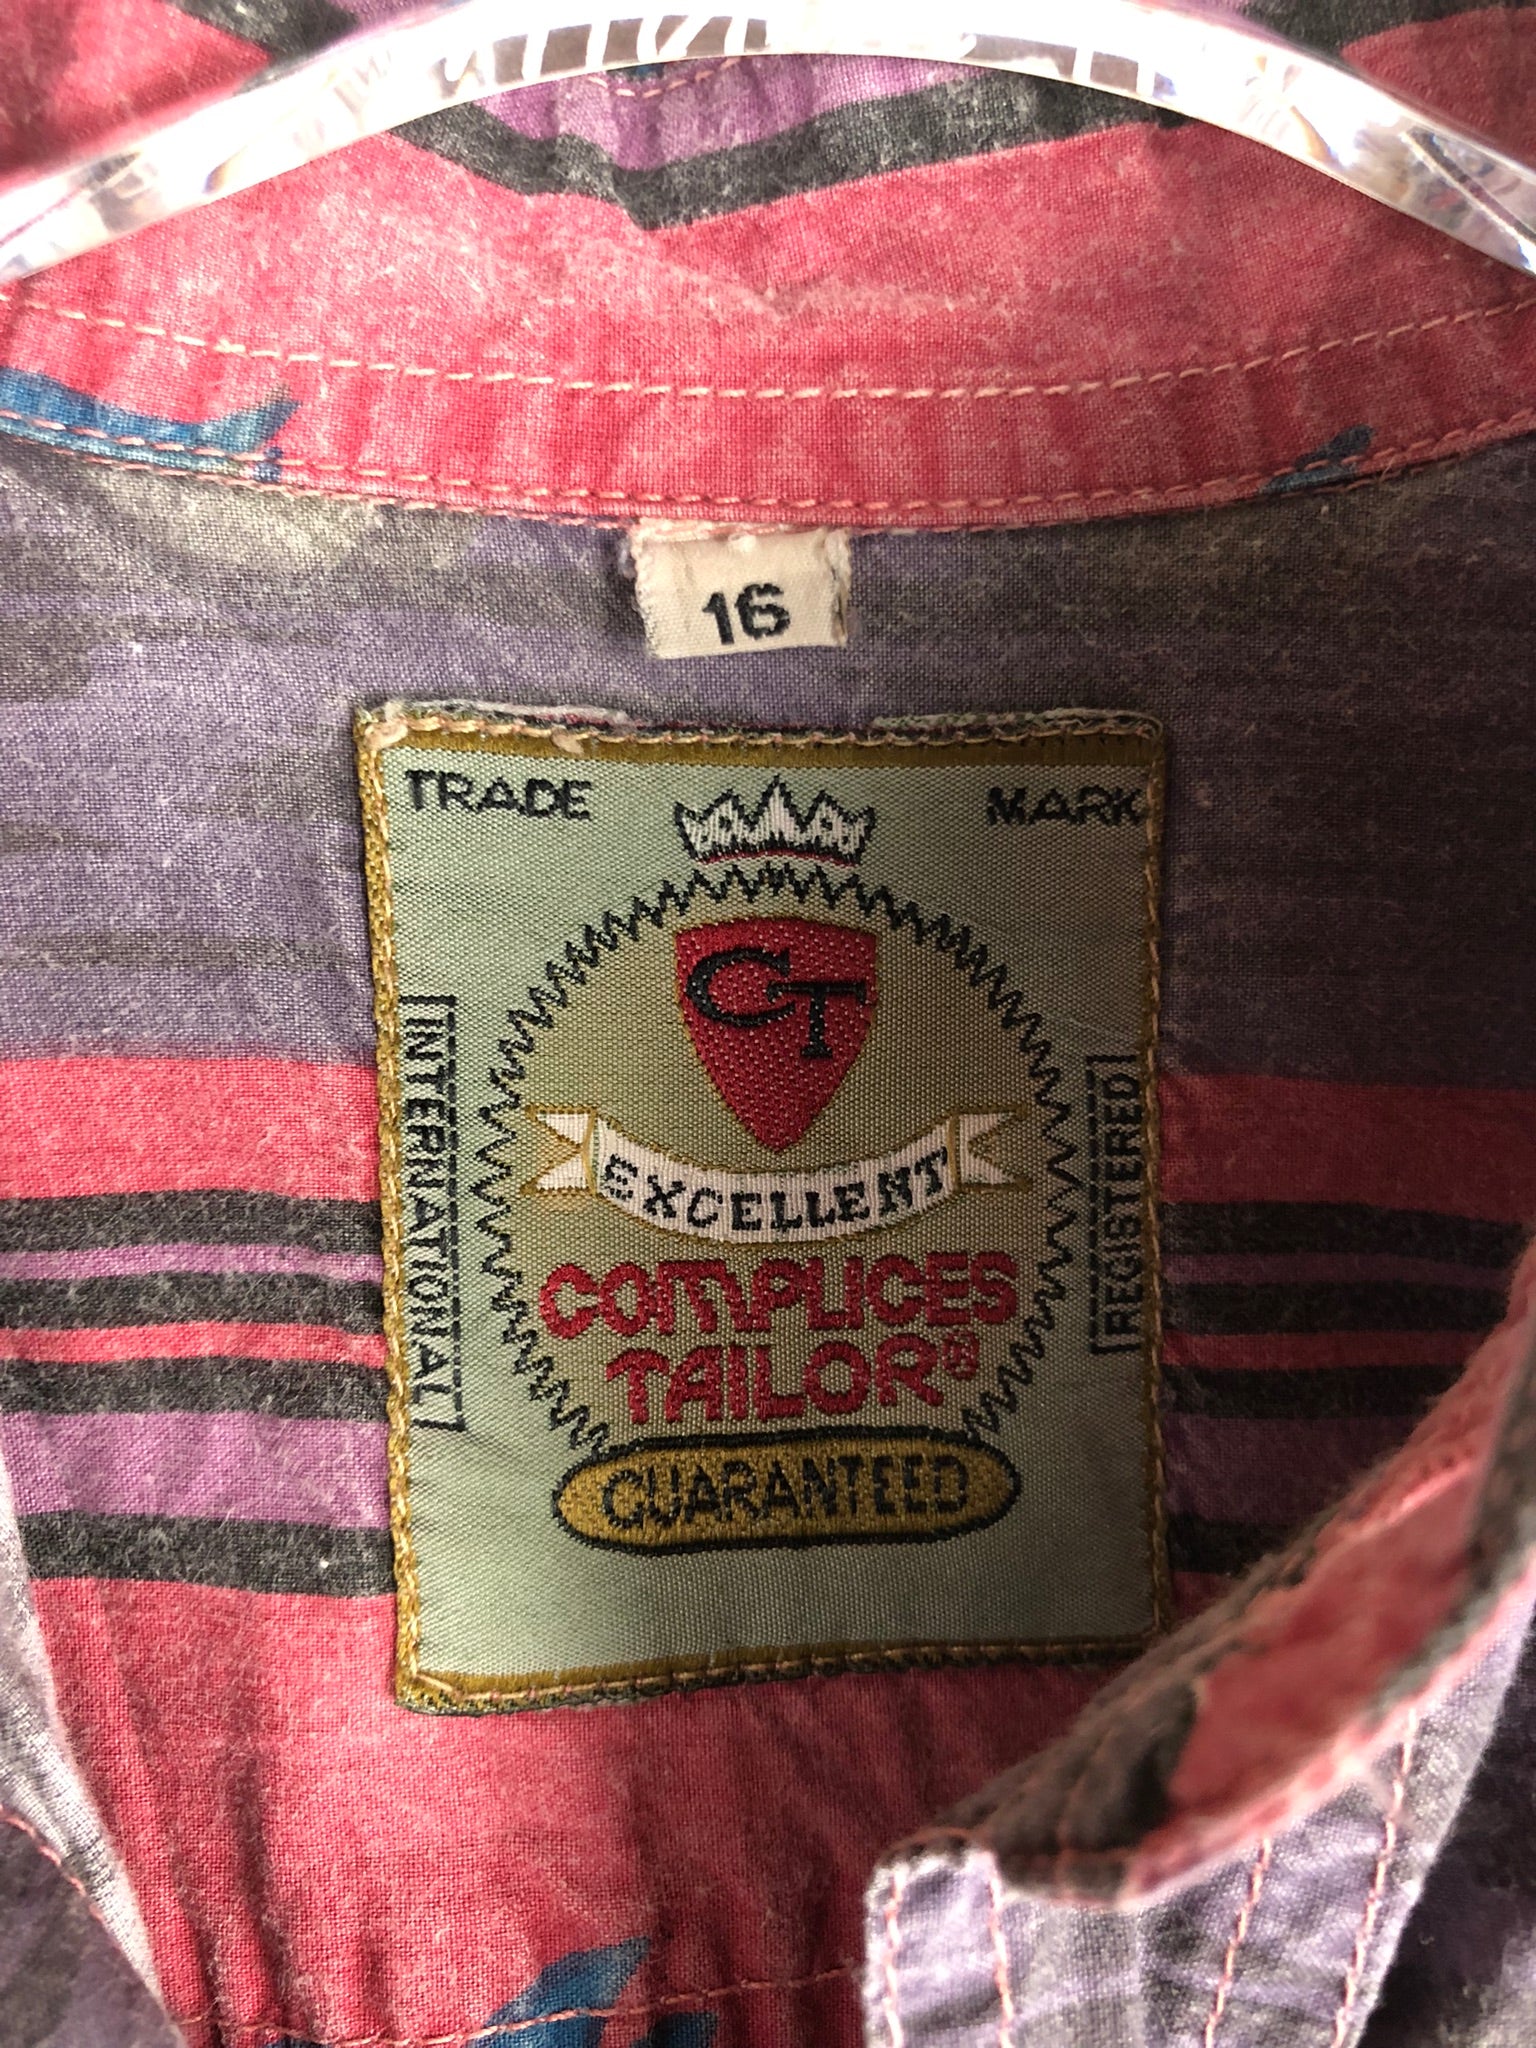 16
TRADE MARK
CT
INTERNATIONAL
REGISTERED
EXCELLENT
COMPLICES
TAILOR®
GUARANTEED